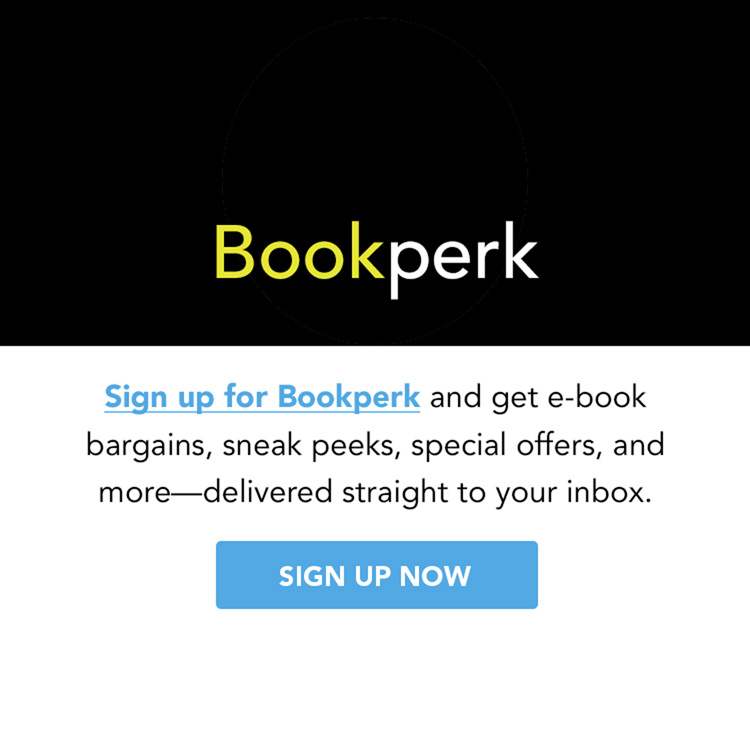 Bookperk
Sign up for Bookperk and get e-book
bargains, sneak peeks, special offers, and
more—delivered straight to your inbox.
SIGN UP NOW